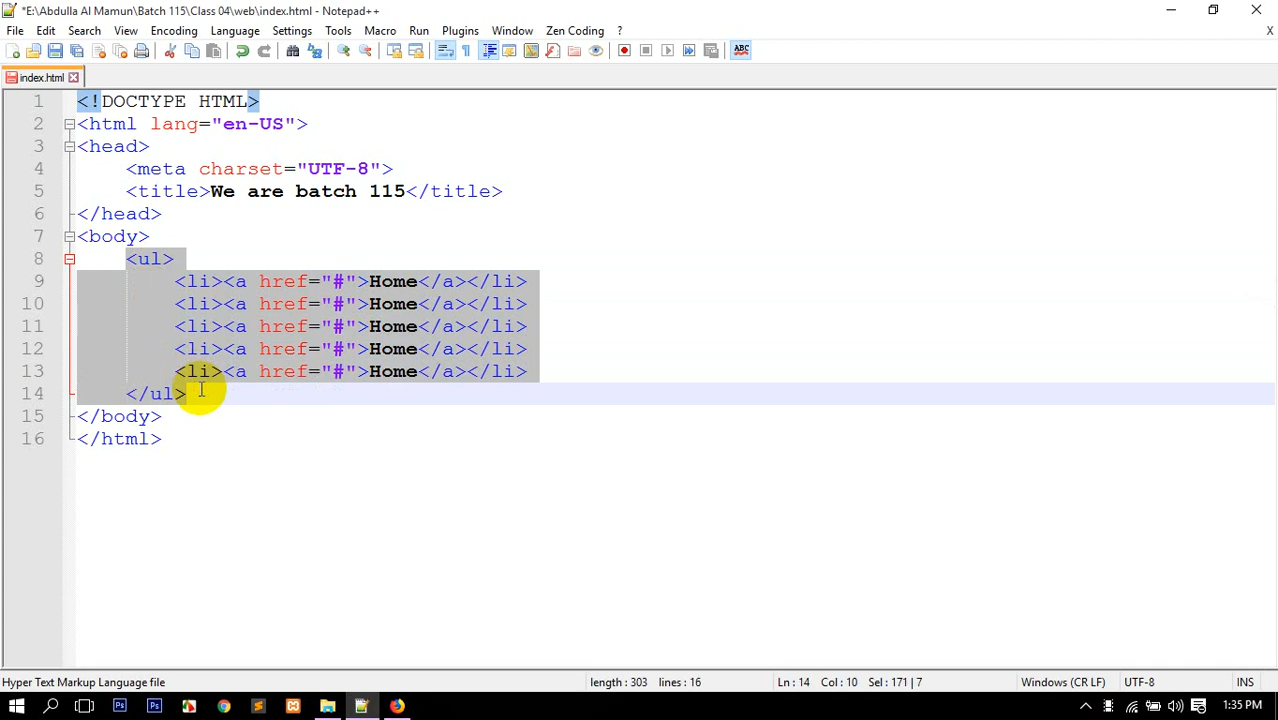 *E:\Abdulla Al Mamun\Batch 115\Class 04\web\index.html - Notepad++
File Edit Search View Encoding Language Settings Tools Macro Run Plugins Window Zen Coding ? X
ABC
index.html
1 <!DOCTYPE HTML>
2 <html lang="en-US">
3 <head>
4 <meta charset="UTF-8">
5 <title>We are batch 115</title>
6 </head>
7 <body>
8 <ul>
9 <li><a href="#">Home</a></li>
10 <li><a href="#">Home</a></li>
11 <li><a href="#">Home</a></li>
12 <li><a href="#">Home</a></li>
13 <li><a href="#">Home</a></li>
14 </ul>
15 </body>
16 </html>
Hyper Text Markup Language file length : 303 lines : 16 Ln : 14 Col : 10 Sel : 171 | 7 Windows (CR LF) UTF-8 INS
Ps Ps 1:35 PM